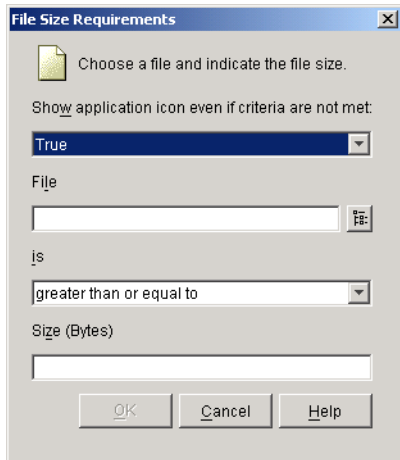 File Size Requirements
Choose a file and indicate the file size.
Show application icon even if criteria are not met:
True
File
is
greater than or equal to
Size (Bytes)
OK Cancel Help